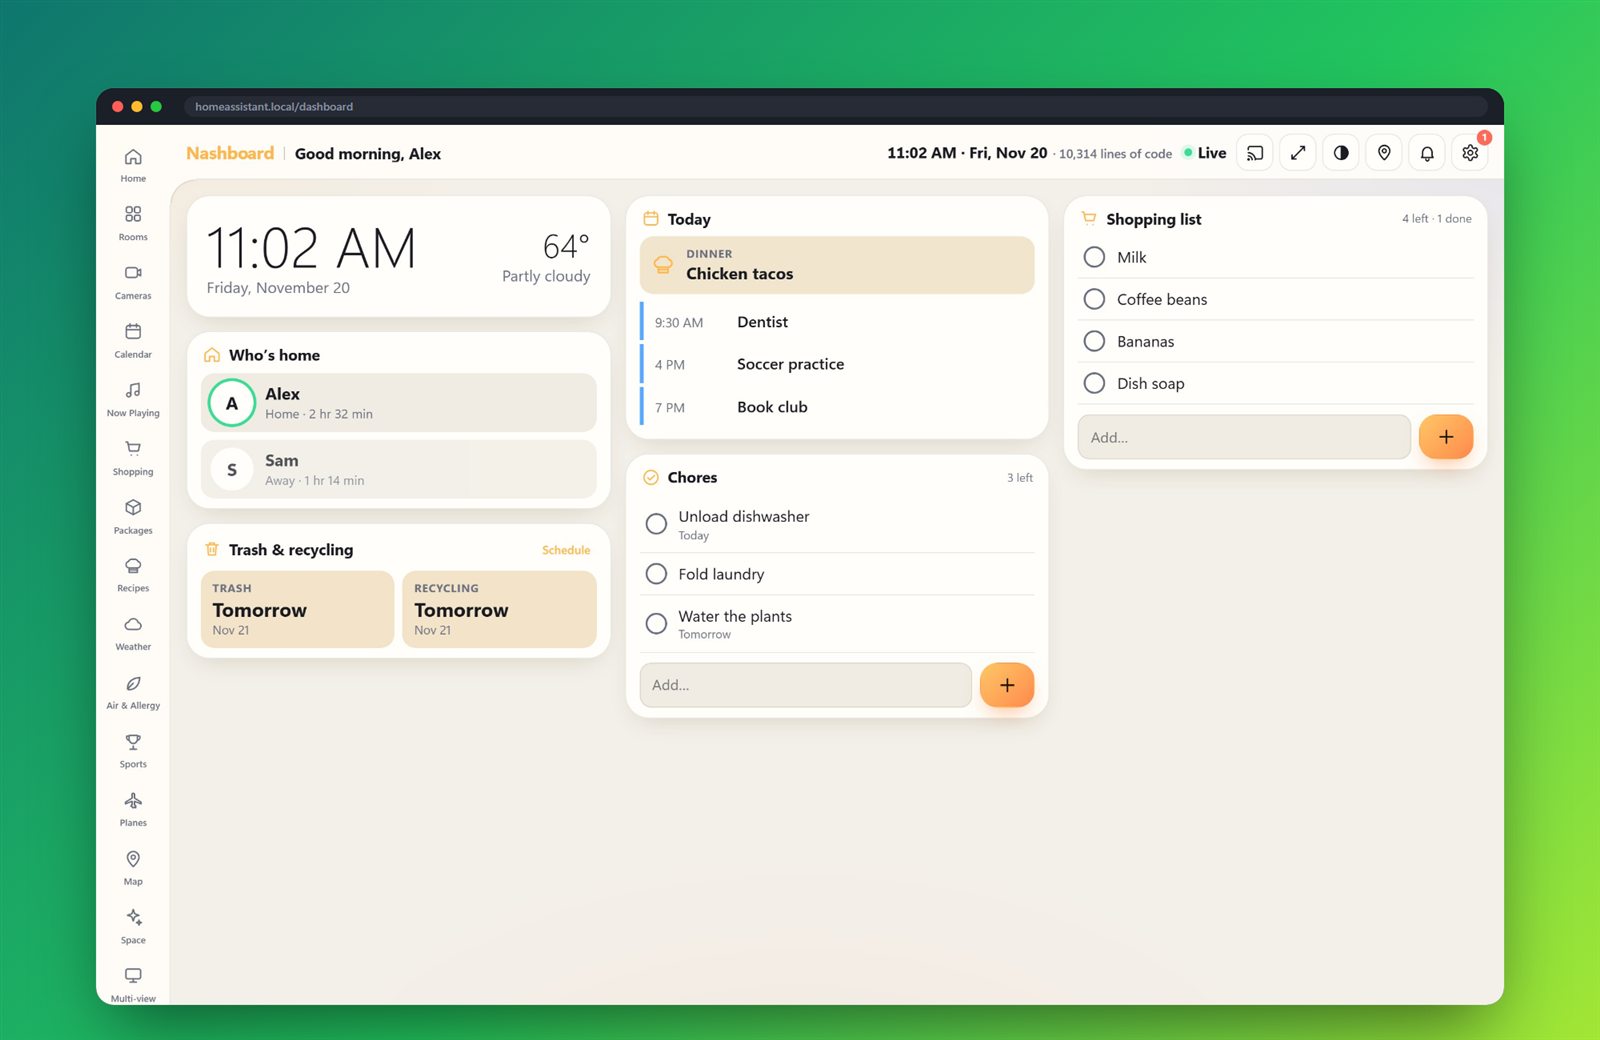 homeassistant.local/dashboard
Nashboard
Good morning, Alex
11:02 AM · Fri, Nov 20 · 10,314 lines of code
Live
1
Home
Rooms
Cameras
Calendar
Now Playing
Shopping
Packages
Recipes
Weather
Air & Allergy
Sports
Planes
Map
Space
Multi-view
11:02 AM
Friday, November 20
64°
Partly cloudy
Who's home
A
Alex
Home · 2 hr 32 min
S
Sam
Away · 1 hr 14 min
Trash & recycling
Schedule
TRASH
Tomorrow
Nov 21
RECYCLING
Tomorrow
Nov 21
Today
DINNER
Chicken tacos
9:30 AM Dentist
4 PM Soccer practice
7 PM Book club
Chores
3 left
Unload dishwasher
Today
Fold laundry
Water the plants
Tomorrow
Add...
+
Shopping list
4 left · 1 done
Milk
Coffee beans
Bananas
Dish soap
Add...
+